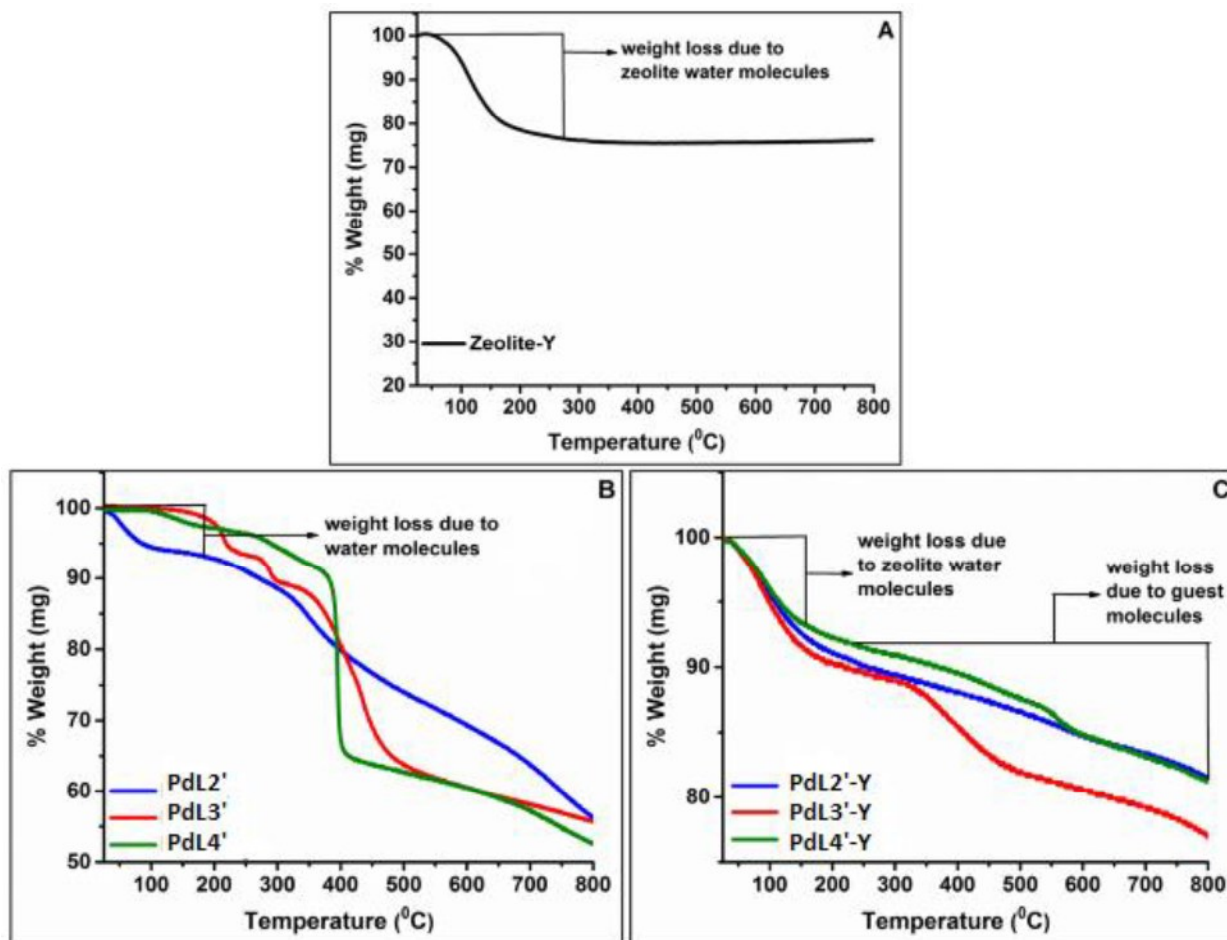 A
100
90
80
70
60
50
40
30
20
% Weight (mg)
weight loss due to
zeolite water molecules
Zeolite-Y
100 200 300 400 500 600 700 800
Temperature (⁰C)
B
100
90
80
70
60
50
% Weight (mg)
weight loss due to
water molecules
PdL2'
PdL3'
PdL4'
100 200 300 400 500 600 700 800
Temperature (⁰C)
C
100
90
80
% Weight (mg)
weight loss due
to zeolite water
molecules
weight loss
due to guest
molecules
PdL2'-Y
PdL3'-Y
PdL4'-Y
100 200 300 400 500 600 700 800
Temperature (⁰C)